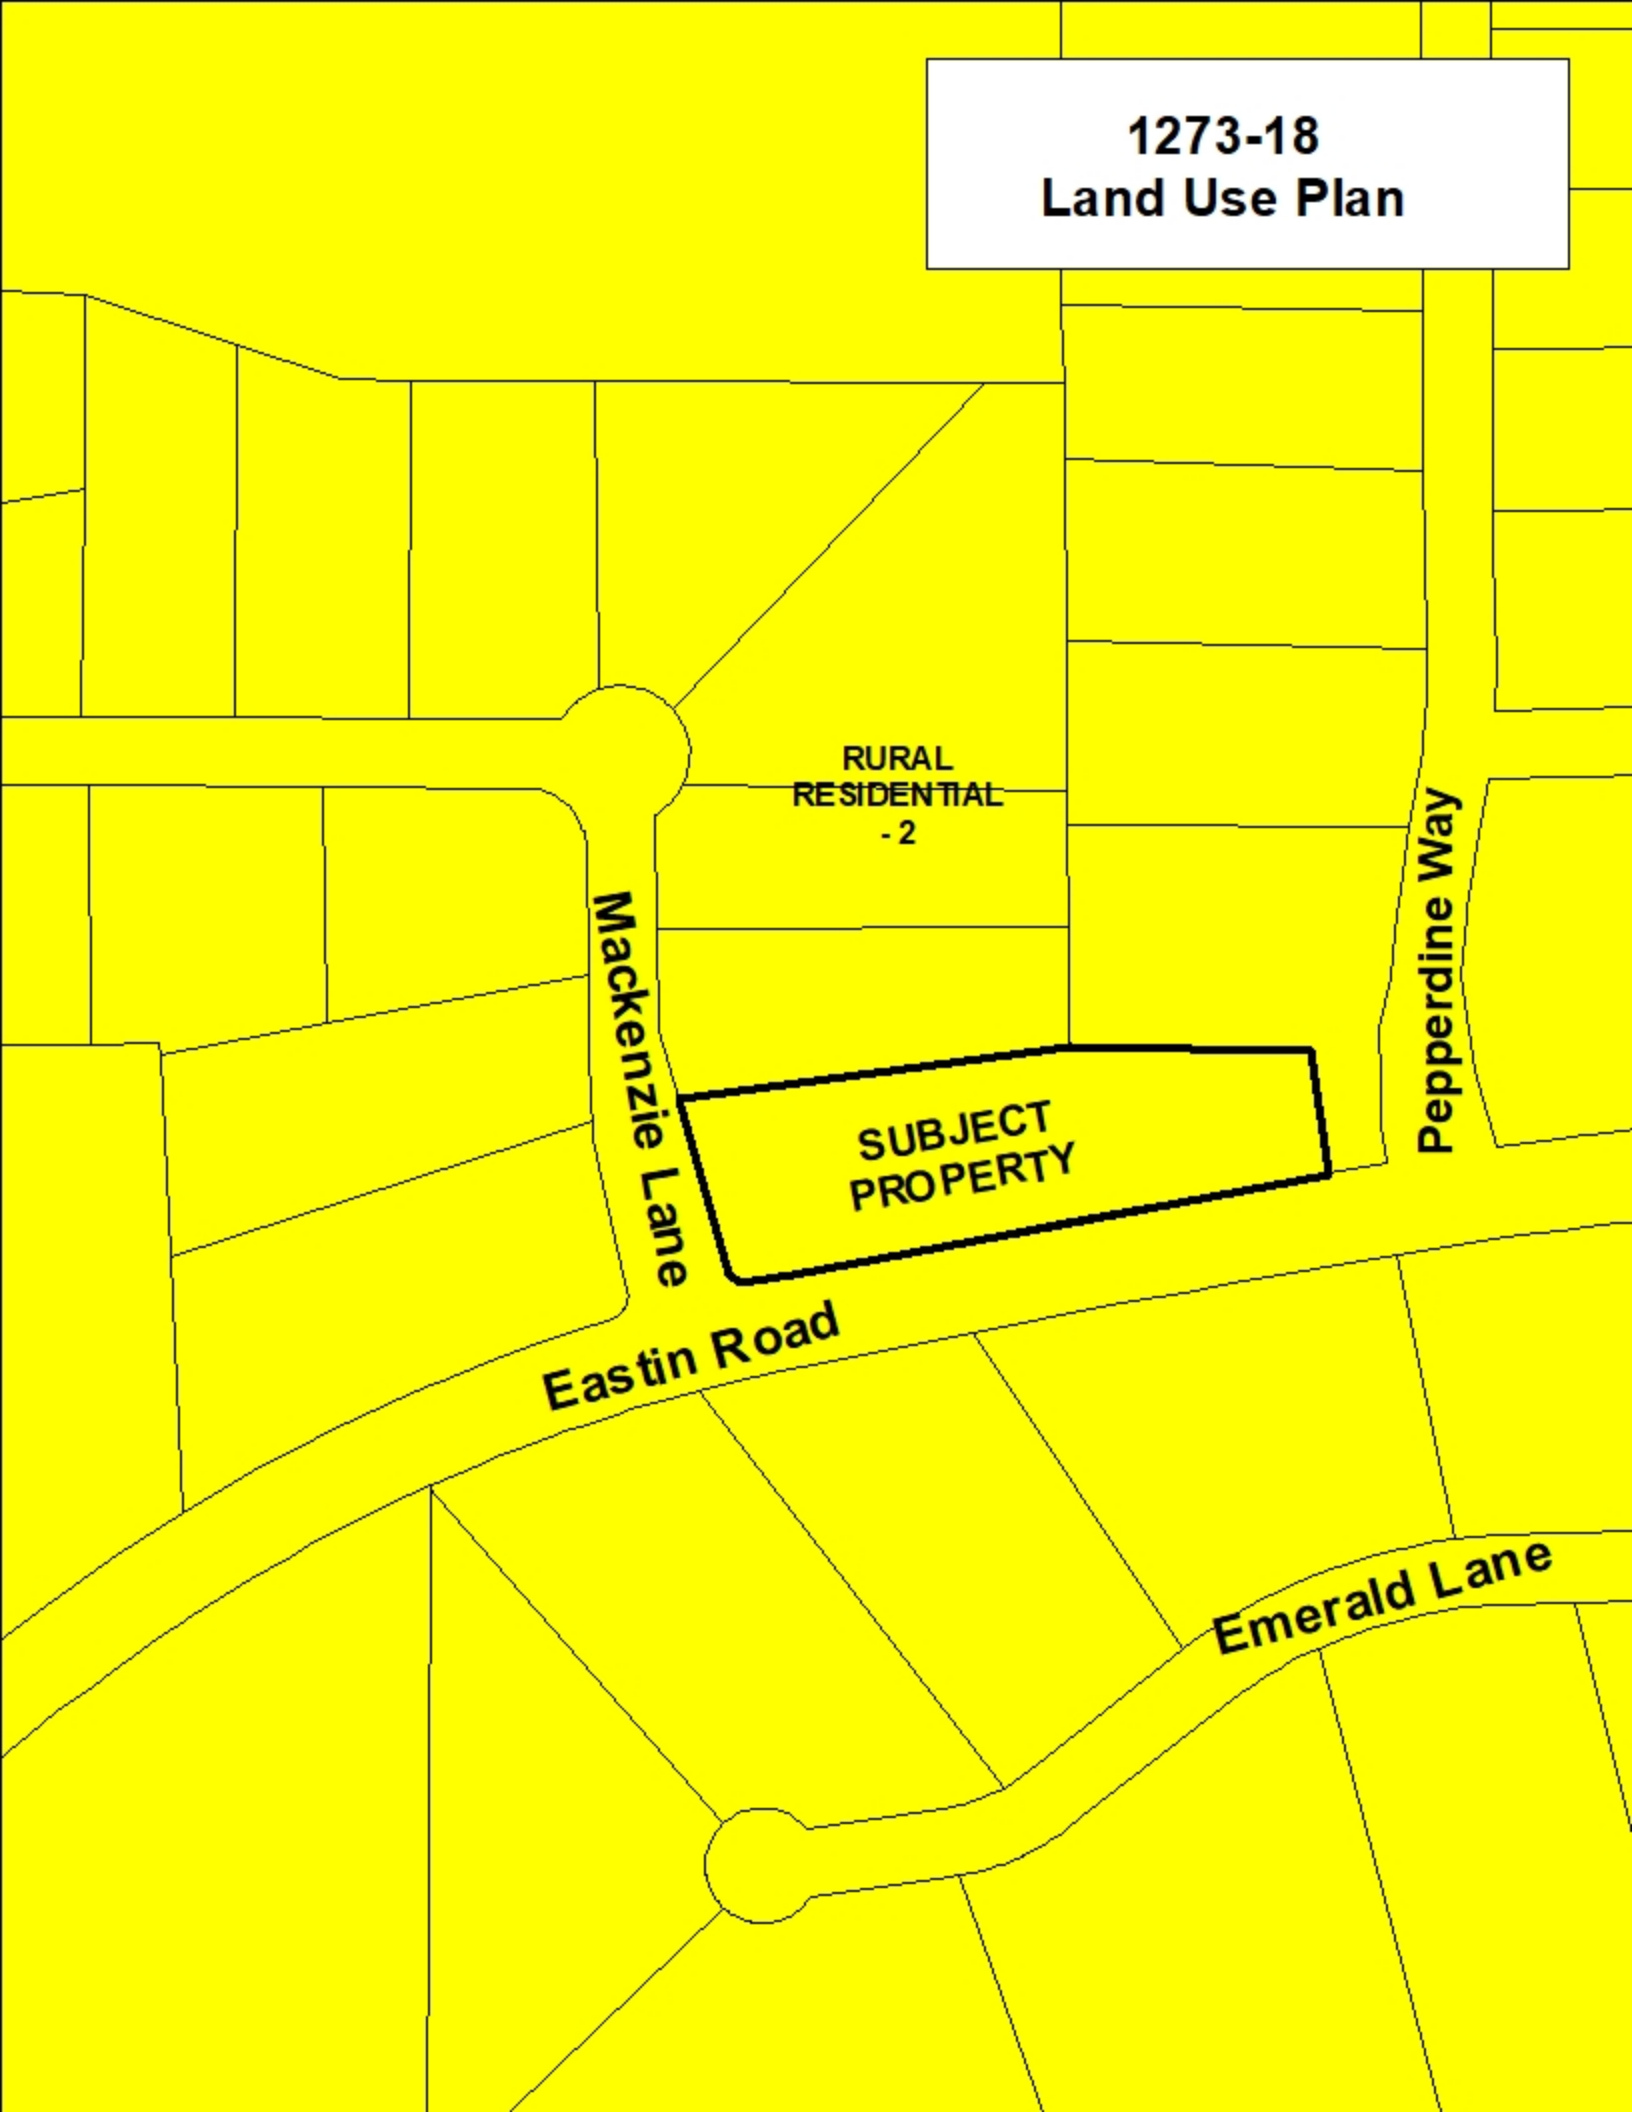 1273-18
Land Use Plan
RURAL
RESIDENTIAL
- 2
Pepperdine Way
Mackenzie Lane
SUBJECT
PROPERTY
Eastin Road
Emerald Lane